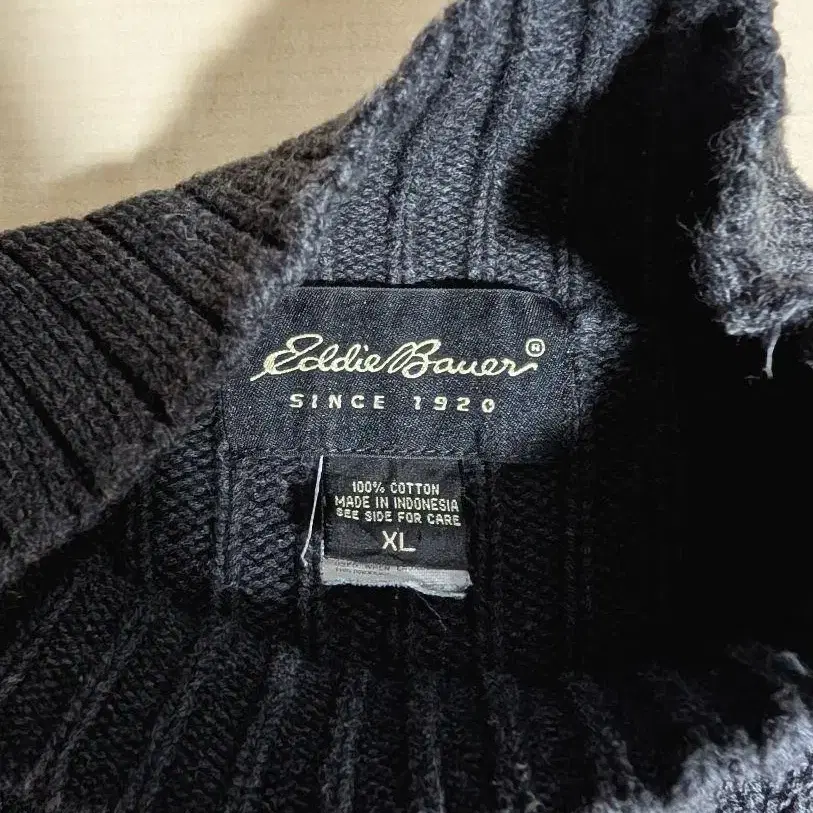 Eddie Bauer®
SINCE 1920
100% COTTON
MADE IN INDONESIA
SEE SIDE FOR CARE
XL